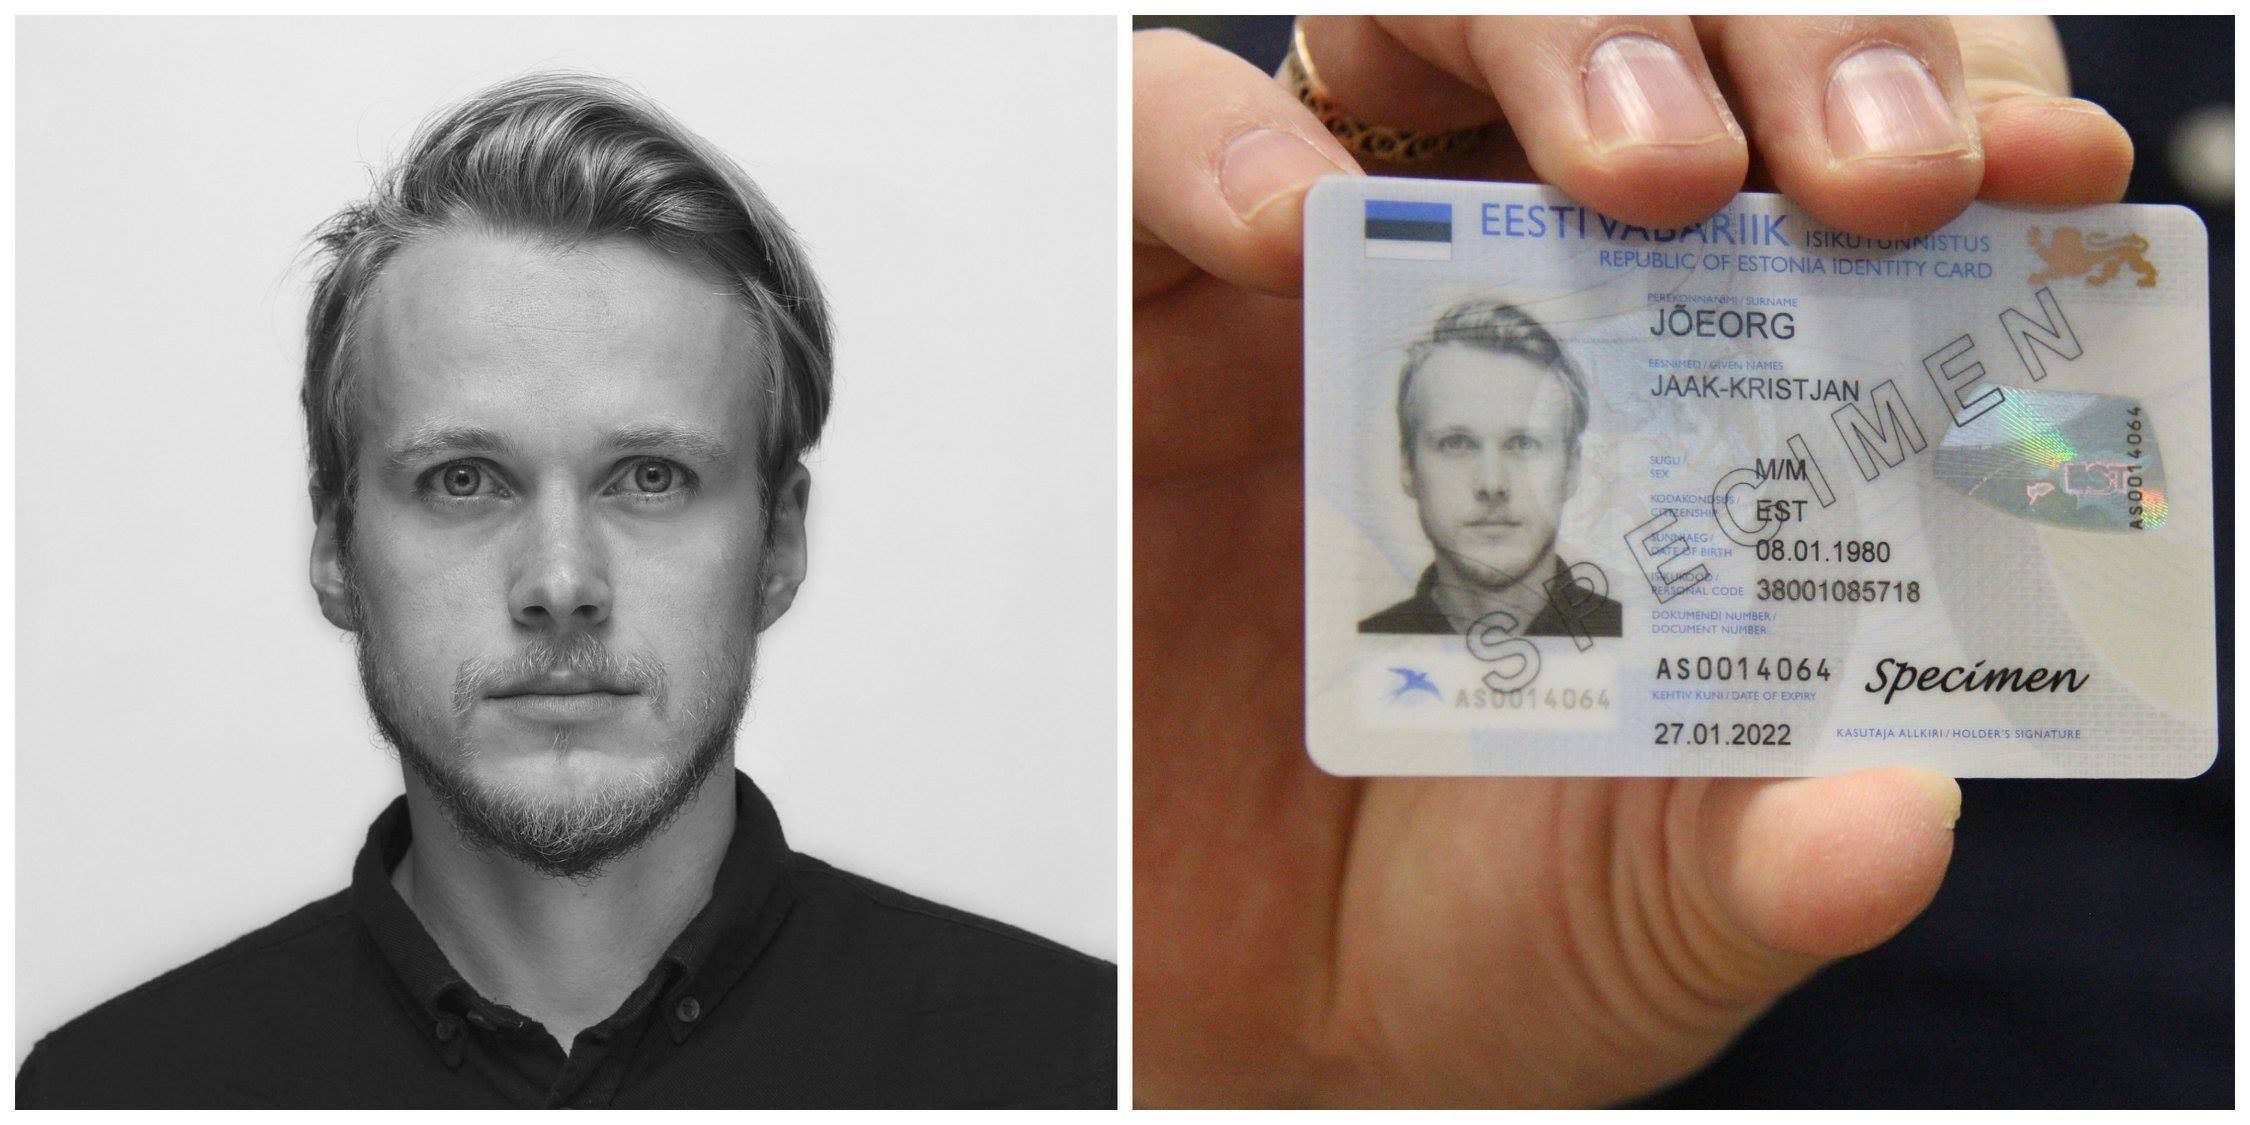 EESTI VABARIIK ISIKUTUNNISTUS
REPUBLIC OF ESTONIA IDENTITY CARD
PEREKONNANIMI / SURNAME
JÕEORG
EESNIMED / GIVEN NAMES
JAAK-KRISTJAN
SUGU /
SEX
M/M
KODAKONDSUS /
CITIZENSHIP
EST
SÜNNIAEG /
DATE OF BIRTH
08.01.1980
ISIKUKOOD /
PERSONAL CODE
38001085718
DOKUMENDI NUMBER /
DOCUMENT NUMBER
AS0014064
KEHTIV KUNI / DATE OF EXPIRY
27.01.2022
Specimen
KASUTAJA ALLKIRI / HOLDER'S SIGNATURE
AS0014064
SPECIMEN
EST
AS0014064